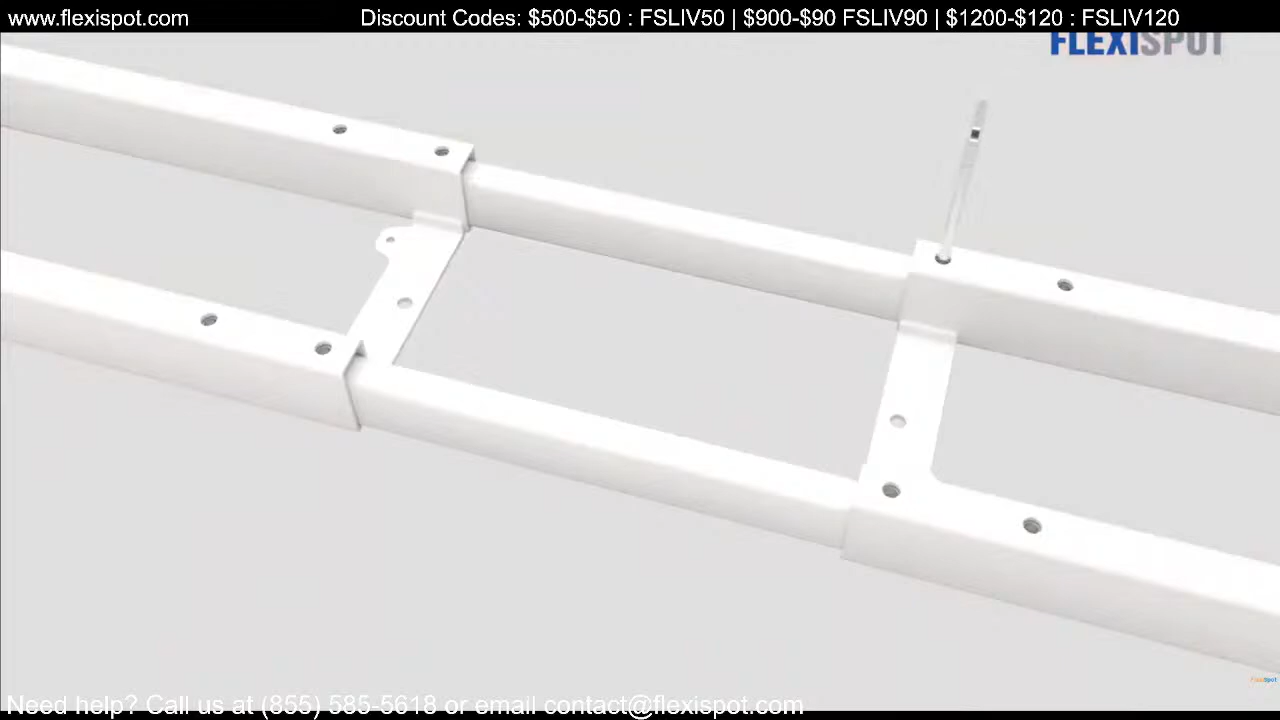 www.flexispot.com
Discount Codes: $500-$50 : FSLIV50 | $900-$90 FSLIV90 | $1200-$120 : FSLIV120
FLEXISPOT
FlexiSpot
Need help? Call us at (855) 585-5618 or email contact@flexispot.com